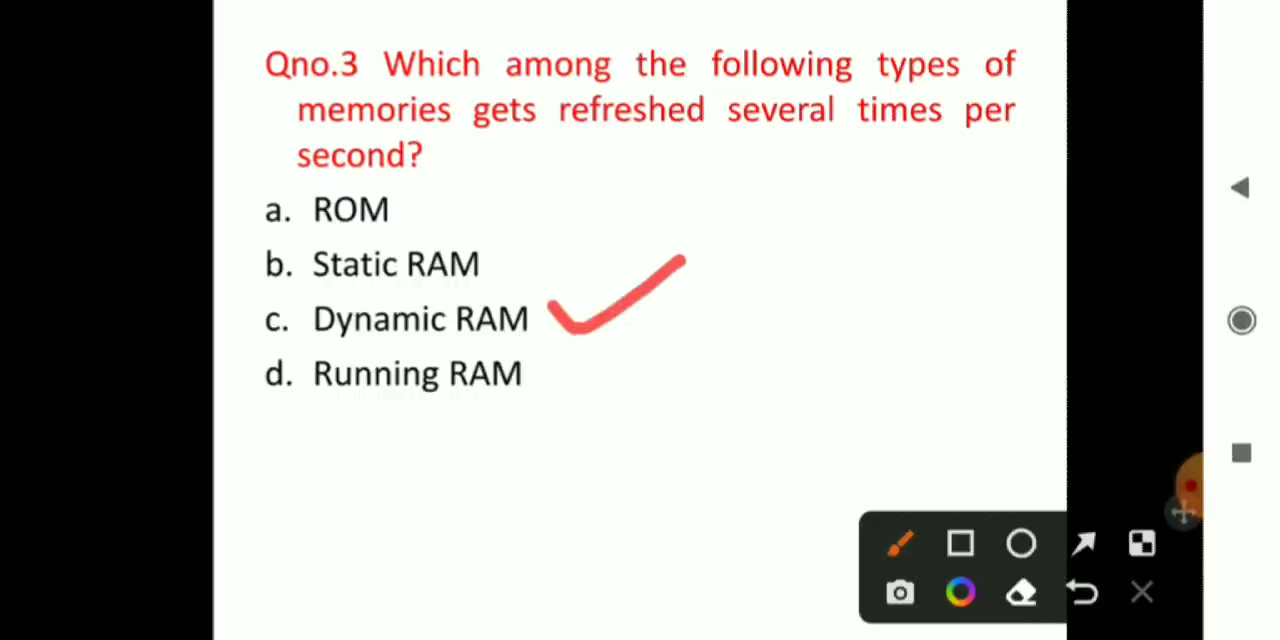 Qno.3 Which among the following types of
memories gets refreshed several times per
second?
a. ROM
b. Static RAM
c. Dynamic RAM
d. Running RAM